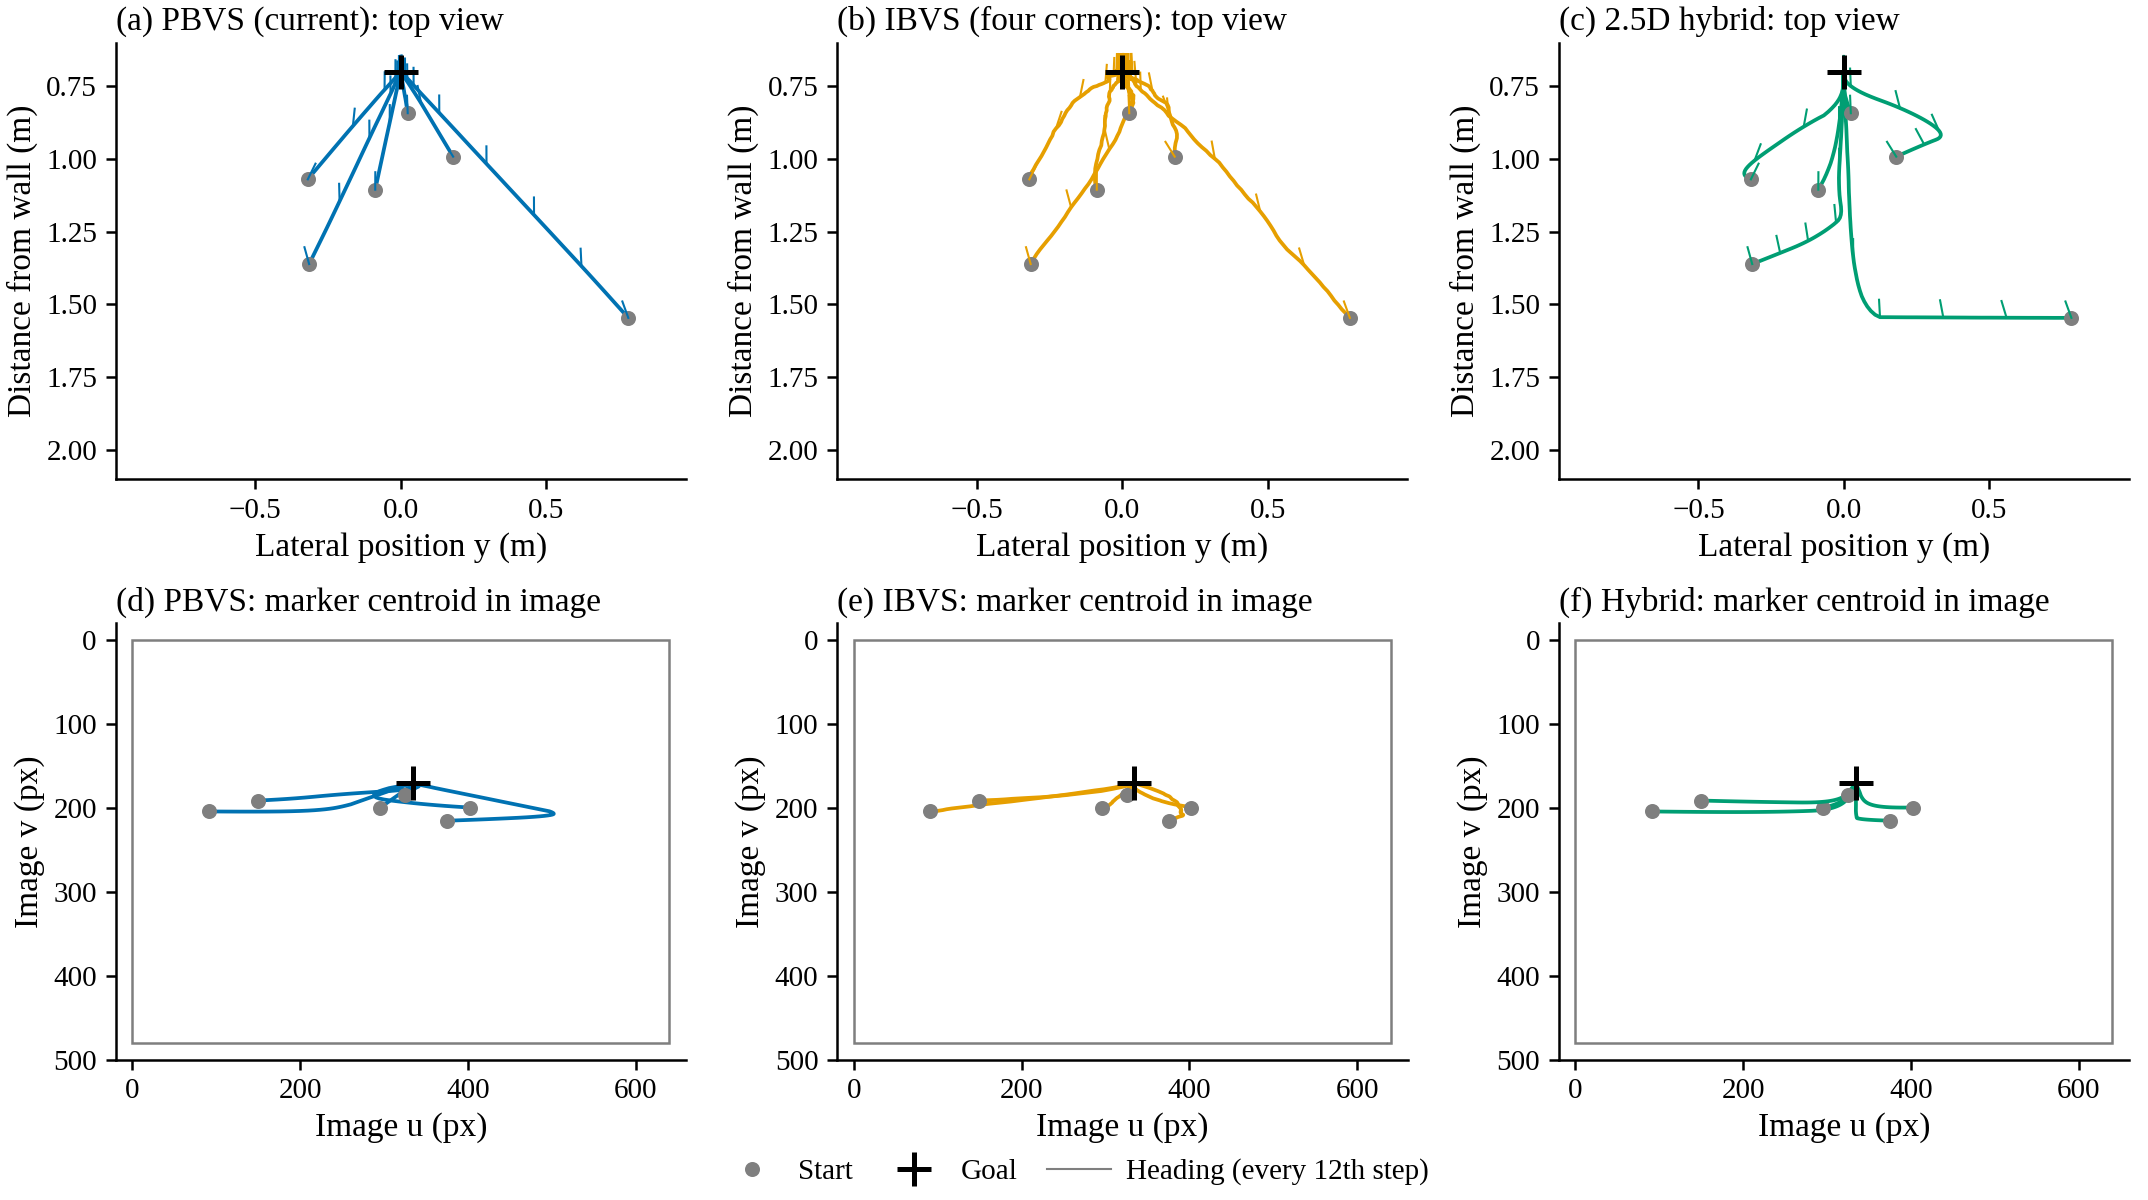 (a) PBVS (current): top view
(b) IBVS (four corners): top view
(c) 2.5D hybrid: top view
Distance from wall (m)
0.75
1.00
1.25
1.50
1.75
2.00
−0.5
0.0
0.5
Lateral position y (m)
Distance from wall (m)
0.75
1.00
1.25
1.50
1.75
2.00
−0.5
0.0
0.5
Lateral position y (m)
Distance from wall (m)
0.75
1.00
1.25
1.50
1.75
2.00
−0.5
0.0
0.5
Lateral position y (m)
(d) PBVS: marker centroid in image
(e) IBVS: marker centroid in image
(f) Hybrid: marker centroid in image
Image v (px)
0
100
200
300
400
500
0
200
400
600
Image u (px)
Image v (px)
0
100
200
300
400
500
0
200
400
600
Image u (px)
Image v (px)
0
100
200
300
400
500
0
200
400
600
Image u (px)
Start
Goal
Heading (every 12th step)